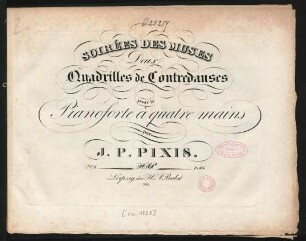 SOIRÉES DES MUSES
Deux
Quadrilles de Contredanses
pour le
Pianoforte à quatre mains
par
J. P. PIXIS.
Leipzig, chez H. A. Probst